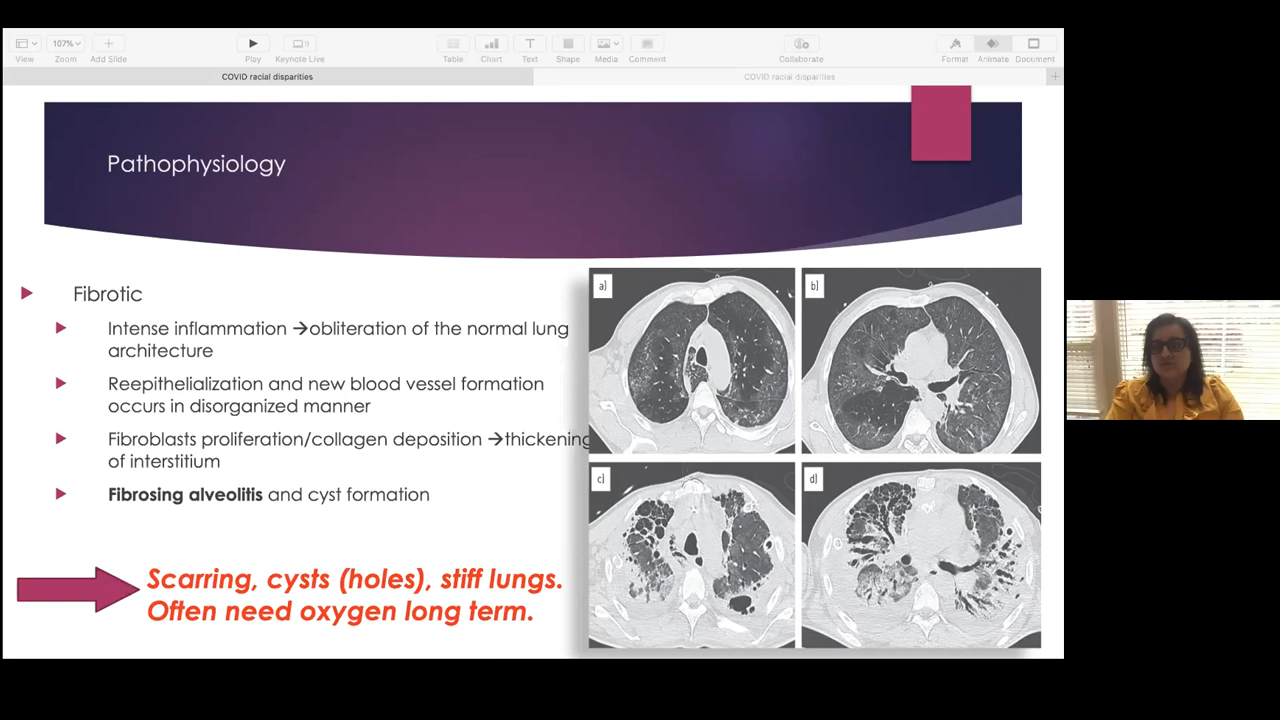 View
107%
Zoom
Add Slide
Play
Keynote Live
Table
Chart
Text
Shape
Media
Comment
Collaborate
Format
Animate
Document
COVID racial disparities
COVID racial disparities
Pathophysiology
Fibrotic
Intense inflammation →obliteration of the normal lung
architecture
Reepithelialization and new blood vessel formation
occurs in disorganized manner
Fibroblasts proliferation/collagen deposition →thickening
of interstitium
Fibrosing alveolitis and cyst formation
Scarring, cysts (holes), stiff lungs.
Often need oxygen long term.
a)
b)
c)
d)